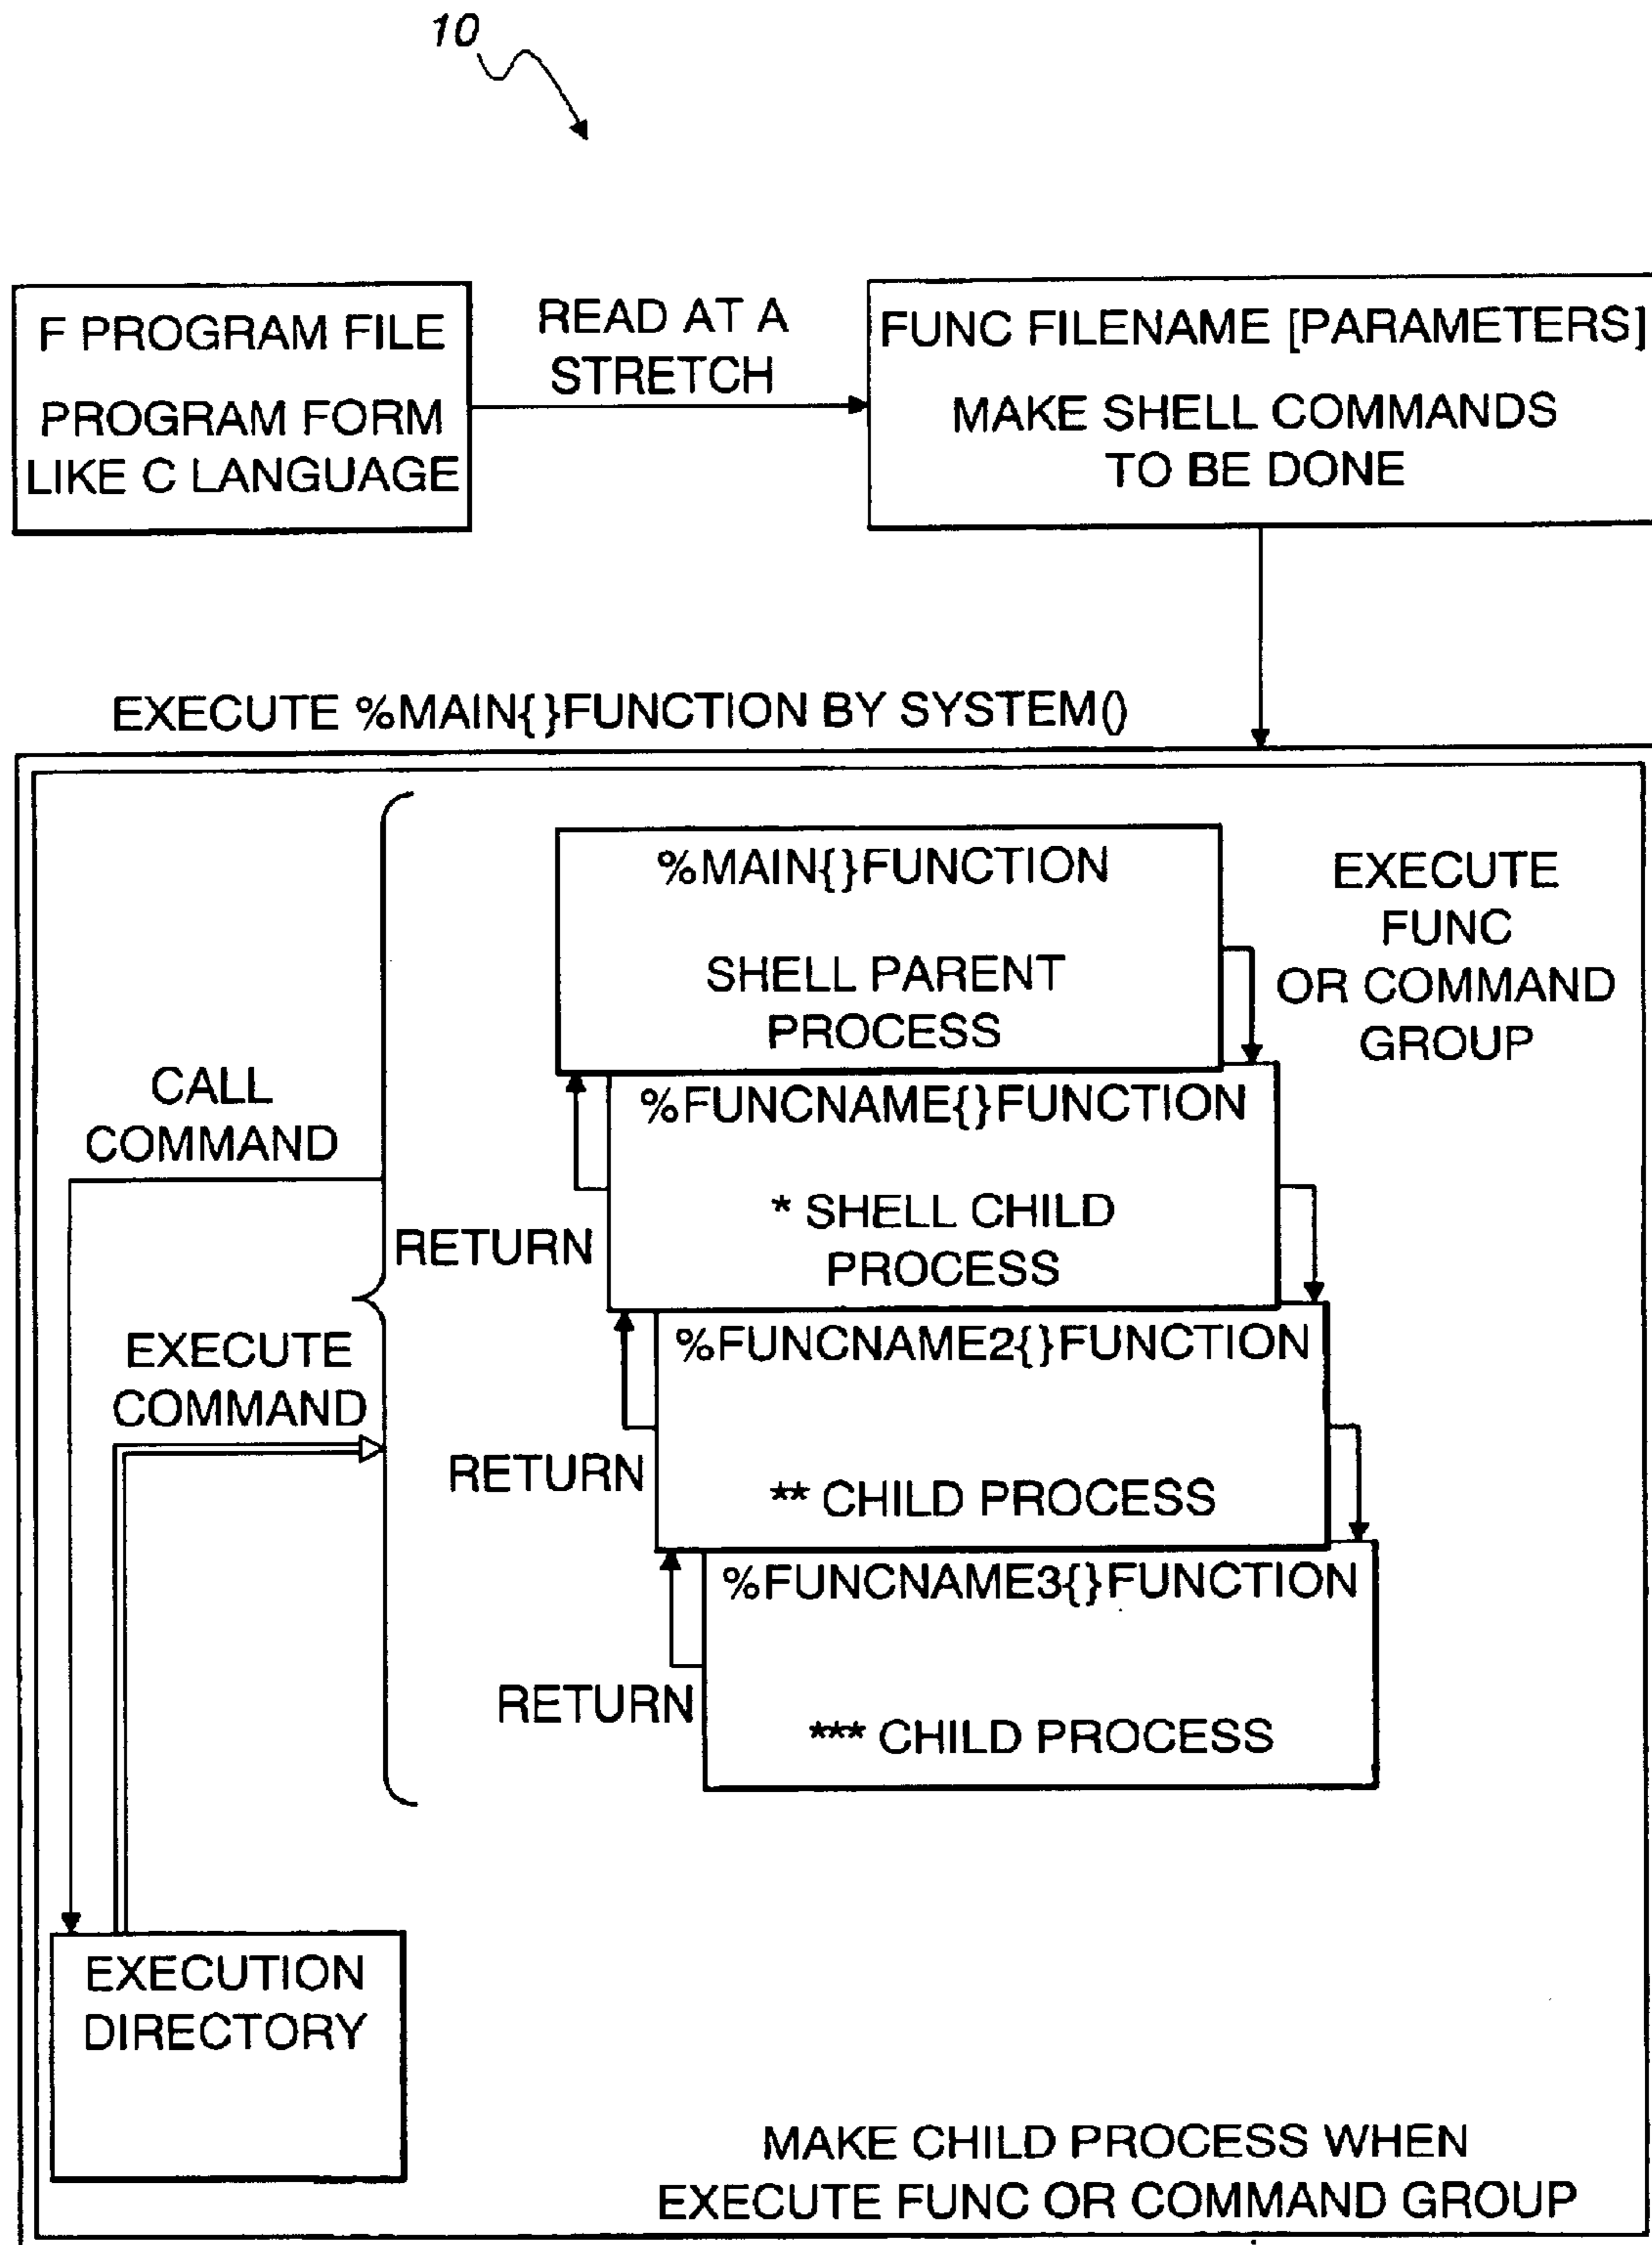 10
F PROGRAM FILE
PROGRAM FORM
LIKE C LANGUAGE
READ AT A
STRETCH
FUNC FILENAME [PARAMETERS]
MAKE SHELL COMMANDS
TO BE DONE
EXECUTE %MAIN{}FUNCTION BY SYSTEM()
%MAIN{}FUNCTION
SHELL PARENT
PROCESS
EXECUTE
FUNC
OR COMMAND
GROUP
CALL
COMMAND
%FUNCNAME{}FUNCTION
* SHELL CHILD
PROCESS
RETURN
EXECUTE
COMMAND
%FUNCNAME2{}FUNCTION
** CHILD PROCESS
RETURN
%FUNCNAME3{}FUNCTION
*** CHILD PROCESS
RETURN
EXECUTION
DIRECTORY
MAKE CHILD PROCESS WHEN
EXECUTE FUNC OR COMMAND GROUP